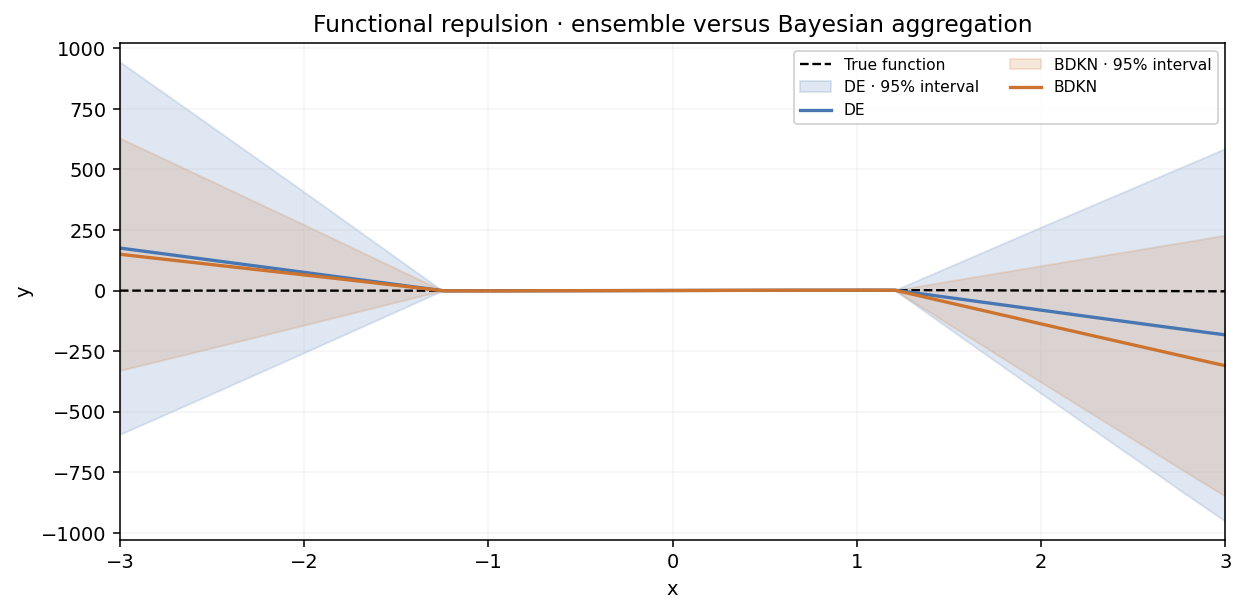 Functional repulsion · ensemble versus Bayesian aggregation
1000
750
500
250
0
−250
−500
−750
−1000
y
True function
DE · 95% interval
DE
BDKN · 95% interval
BDKN
−3
−2
−1
0
1
2
3
x